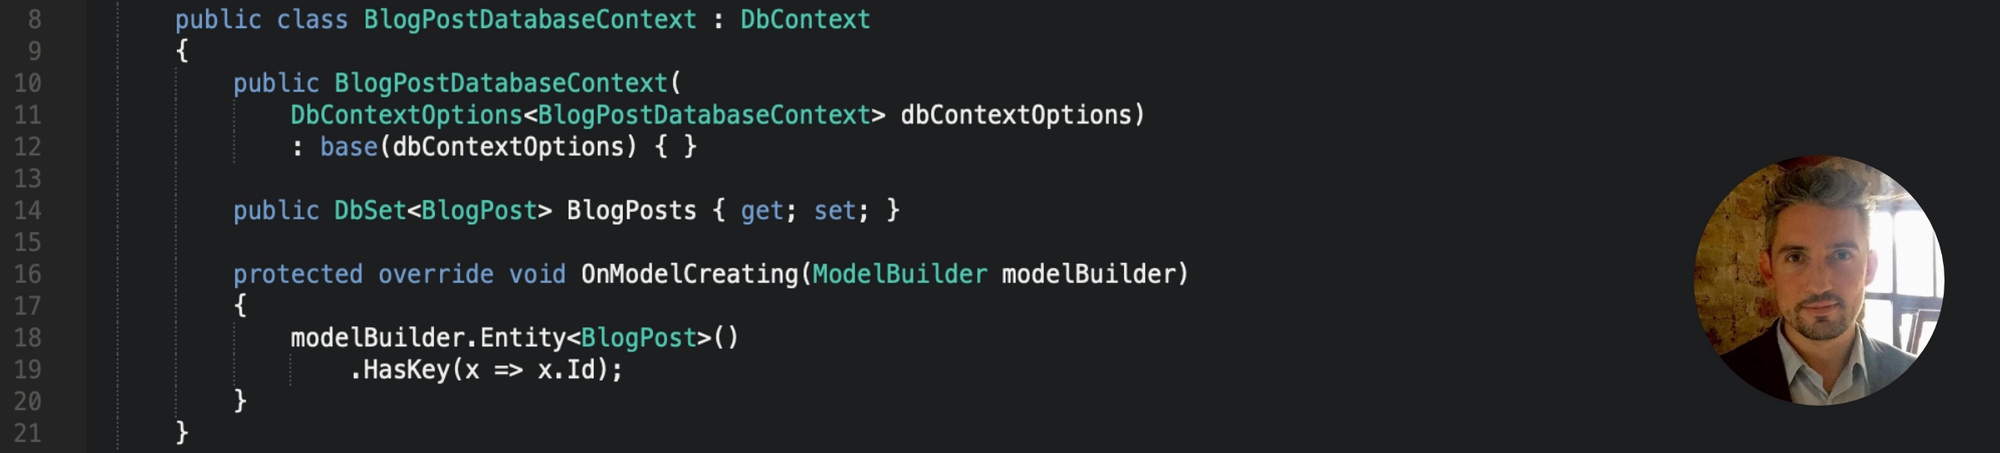 8 public class BlogPostDatabaseContext : DbContext
9 {
10 public BlogPostDatabaseContext(
11 DbContextOptions<BlogPostDatabaseContext> dbContextOptions)
12 : base(dbContextOptions) { }
13
14 public DbSet<BlogPost> BlogPosts { get; set; }
15
16 protected override void OnModelCreating(ModelBuilder modelBuilder)
17 {
18 modelBuilder.Entity<BlogPost>()
19 .HasKey(x => x.Id);
20 }
21 }